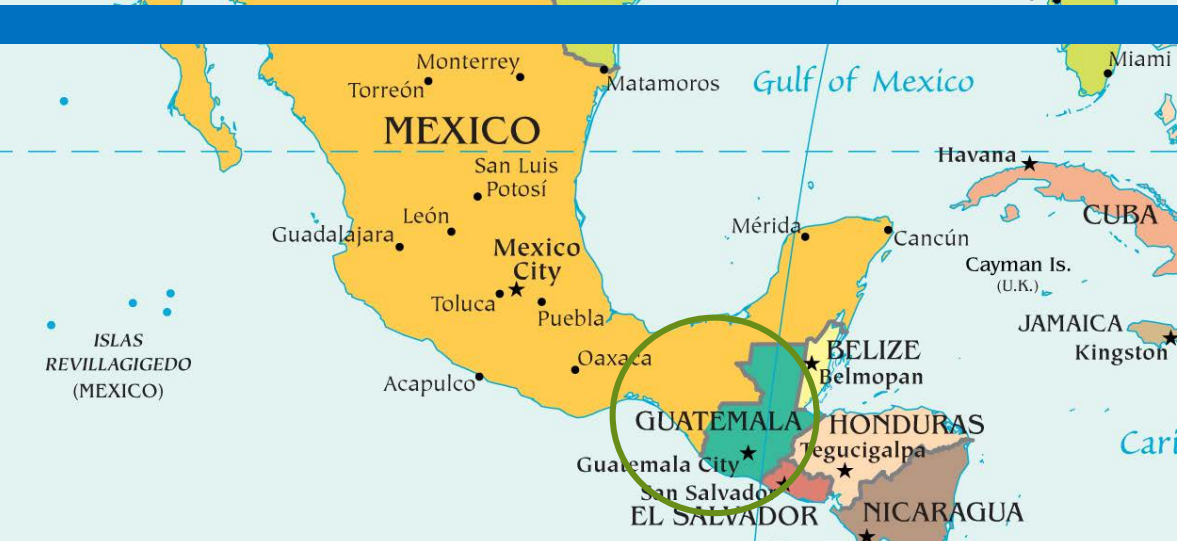 Monterrey
Torreón
Matamoros
Gulf of Mexico
Miami
MEXICO
San Luis
Potosí
Havana
CUBA
León
Guadalajara
Mérida
Cancún
Mexico
City
Cayman Is.
(U.K.)
Toluca
Puebla
JAMAICA
Kingston
ISLAS
REVILLAGIGEDO
(MEXICO)
Oaxaca
Acapulco
BELIZE
Belmopan
GUATEMALA
HONDURAS
Tegucigalpa
Cari
Guatemala City
San Salvador
EL SALVADOR
NICARAGUA